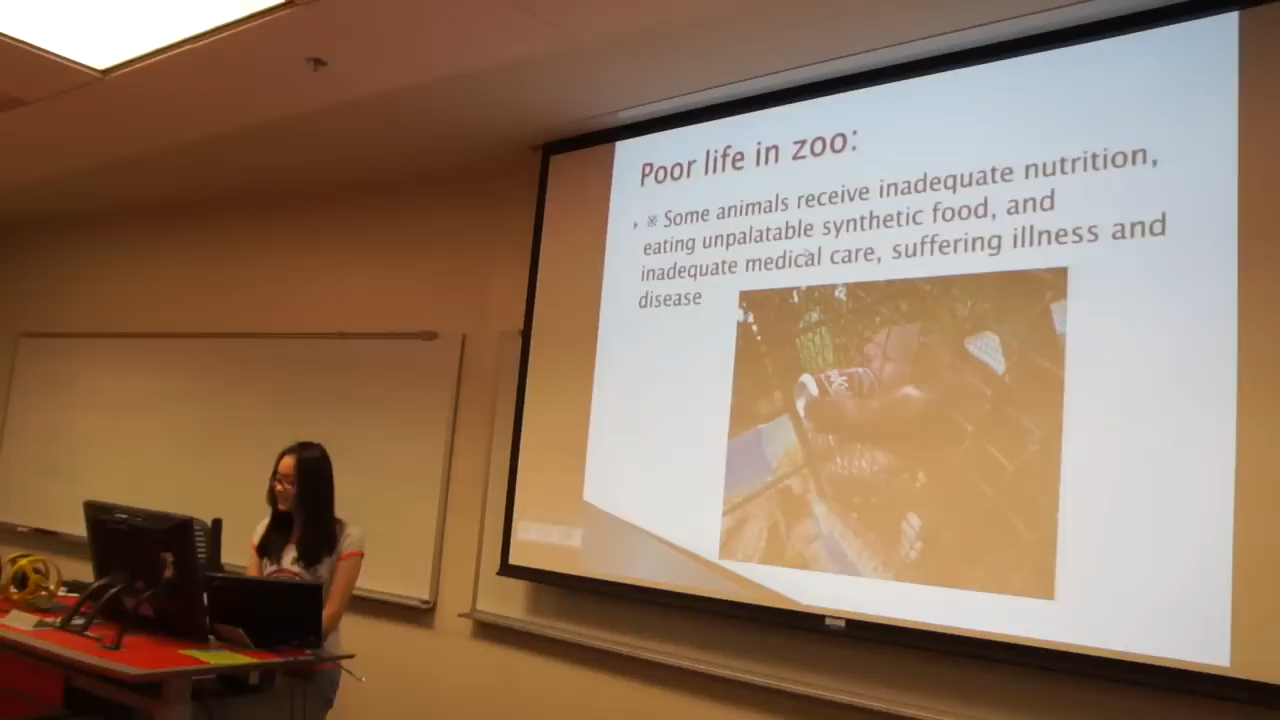 Poor life in zoo:
※ Some animals receive inadequate nutrition,
eating unpalatable synthetic food, and
inadequate medical care, suffering illness and
disease